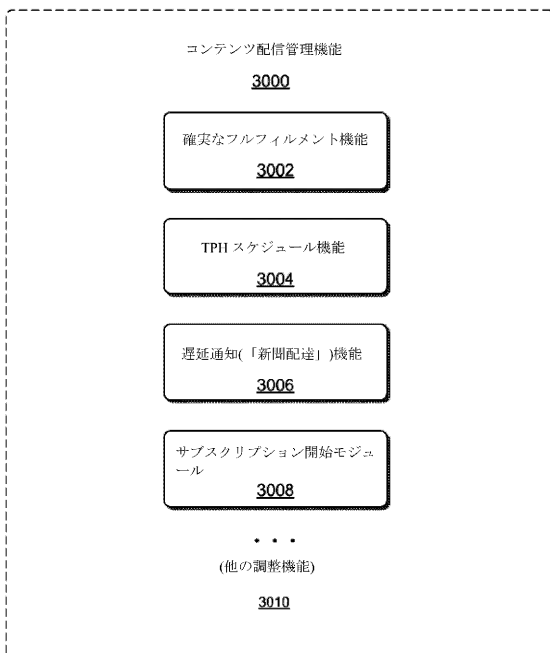 コンテンツ配信管理機能
3000
確実なフルフィルメント機能
3002
TPH スケジュール機能
3004
遅延通知(「新聞配達」)機能
3006
サブスクリプション開始モジュ
ール
3008
• • •
(他の調整機能)
3010